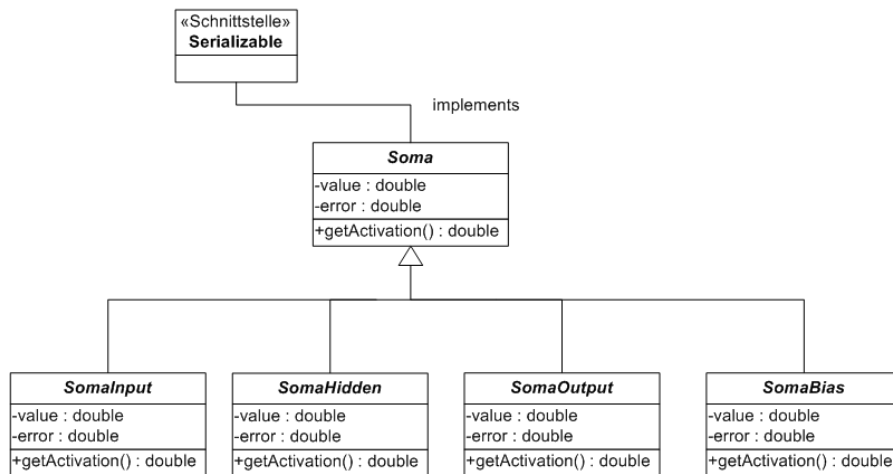 «Schnittstelle»
Serializable
implements
Soma
-value : double
-error : double
+getActivation() : double
SomaInput
-value : double
-error : double
+getActivation() : double
SomaHidden
-value : double
-error : double
+getActivation() : double
SomaOutput
-value : double
-error : double
+getActivation() : double
SomaBias
-value : double
-error : double
+getActivation() : double